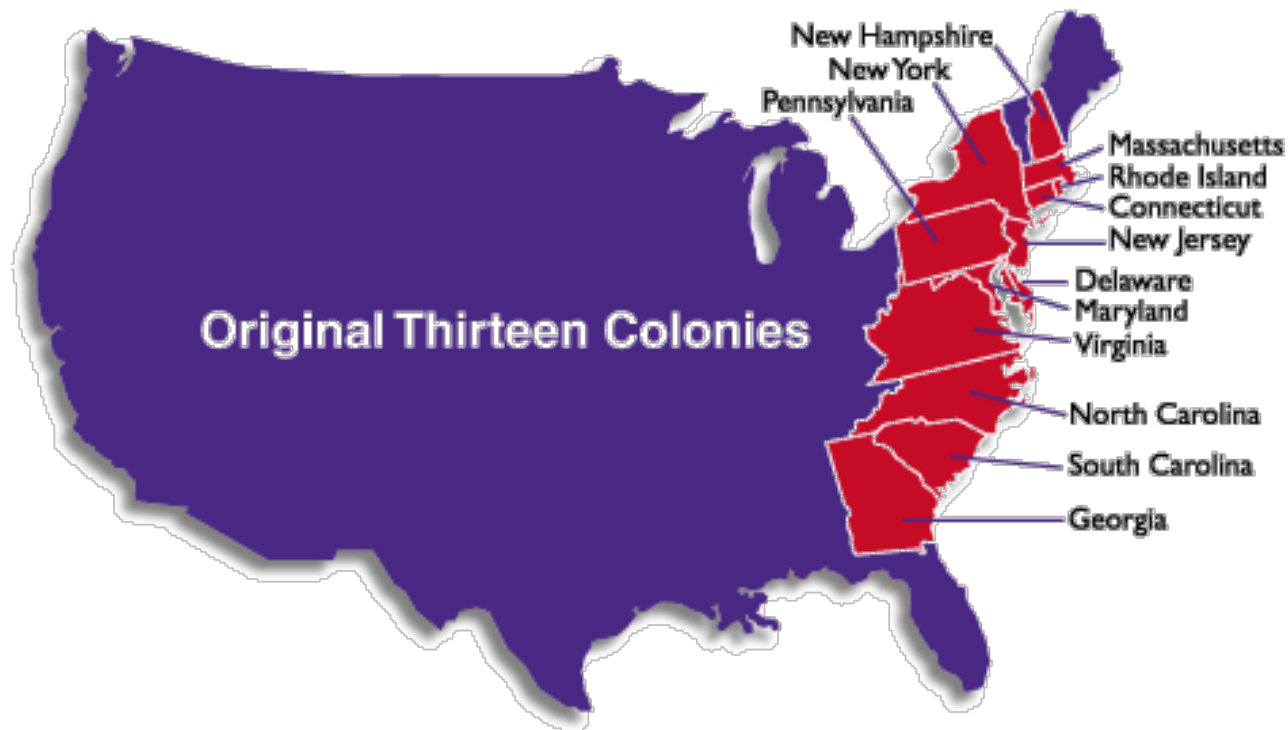 New Hampshire
New York
Pennsylvania
Massachusetts
Rhode Island
Connecticut
New Jersey
Delaware
Maryland
Original Thirteen Colonies
Virginia
North Carolina
South Carolina
Georgia